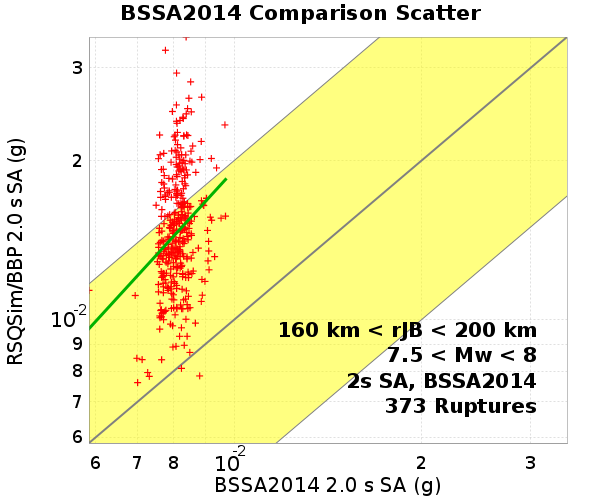 BSSA2014 Comparison Scatter
RSQSim/BBP 2.0 s SA (g)
3
2
10-2
9
8
7
6
160 km < rJB < 200 km
7.5 < Mw < 8
2s SA, BSSA2014
373 Ruptures
6 7 8 10-2 2 3
BSSA2014 2.0 s SA (g)